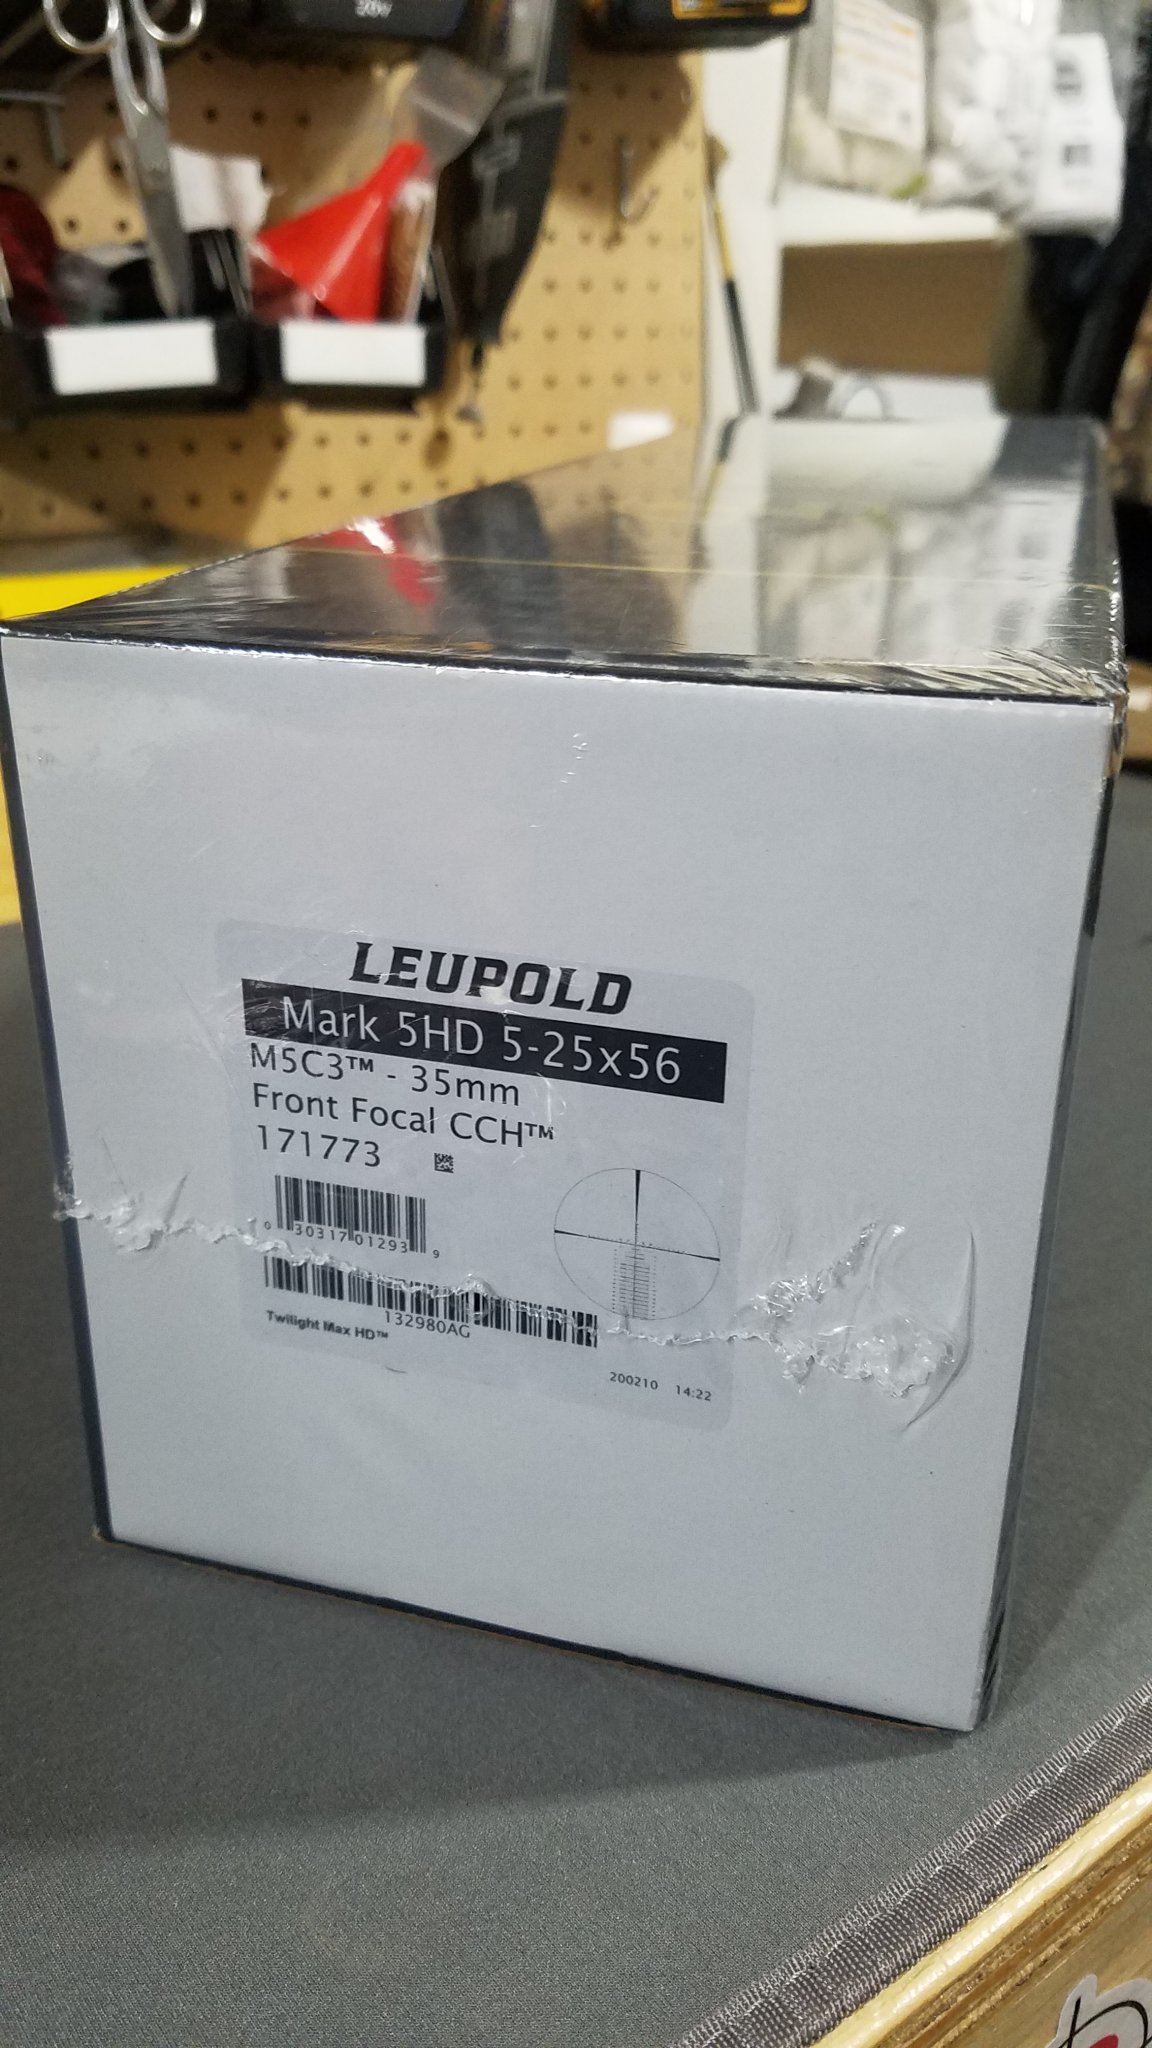 20V
LEUPOLD
Mark 5HD 5-25x56
M5C3™ - 35mm
Front Focal CCH™
171773
0 30317 01293 9
132980AG
Twilight Max HD™
200210 14:22